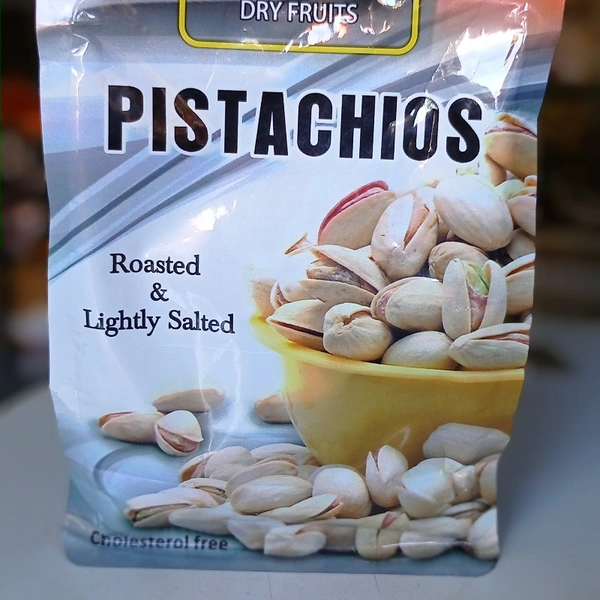 DRY FRUITS
PISTACHIOS
Roasted
&
Lightly Salted
Cholesterol free